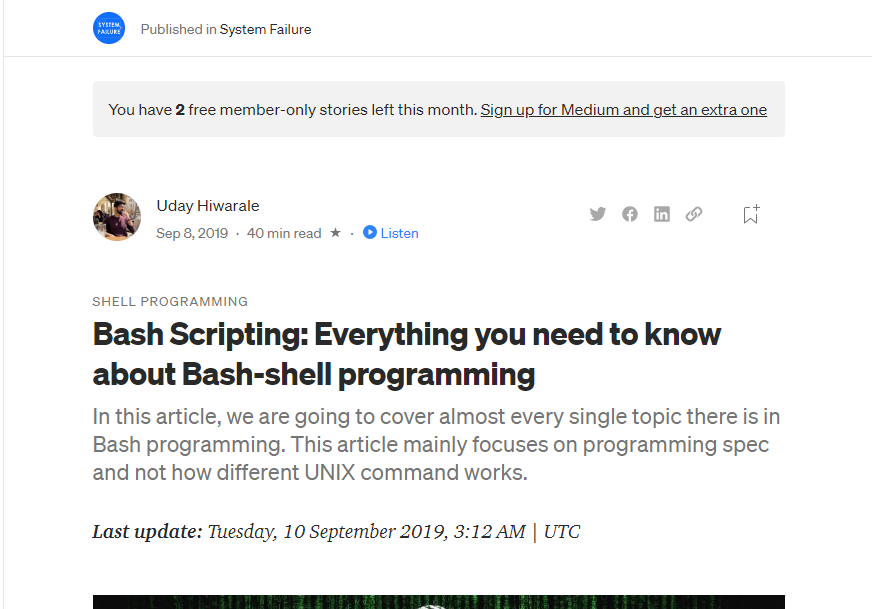 SYSTEM
FAILURE
Published in System Failure
You have 2 free member-only stories left this month. Sign up for Medium and get an extra one
Uday Hiwarale
Sep 8, 2019 · 40 min read ★ · Listen
SHELL PROGRAMMING
Bash Scripting: Everything you need to know
about Bash-shell programming
In this article, we are going to cover almost every single topic there is in
Bash programming. This article mainly focuses on programming spec
and not how different UNIX command works.
Last update: Tuesday, 10 September 2019, 3:12 AM | UTC